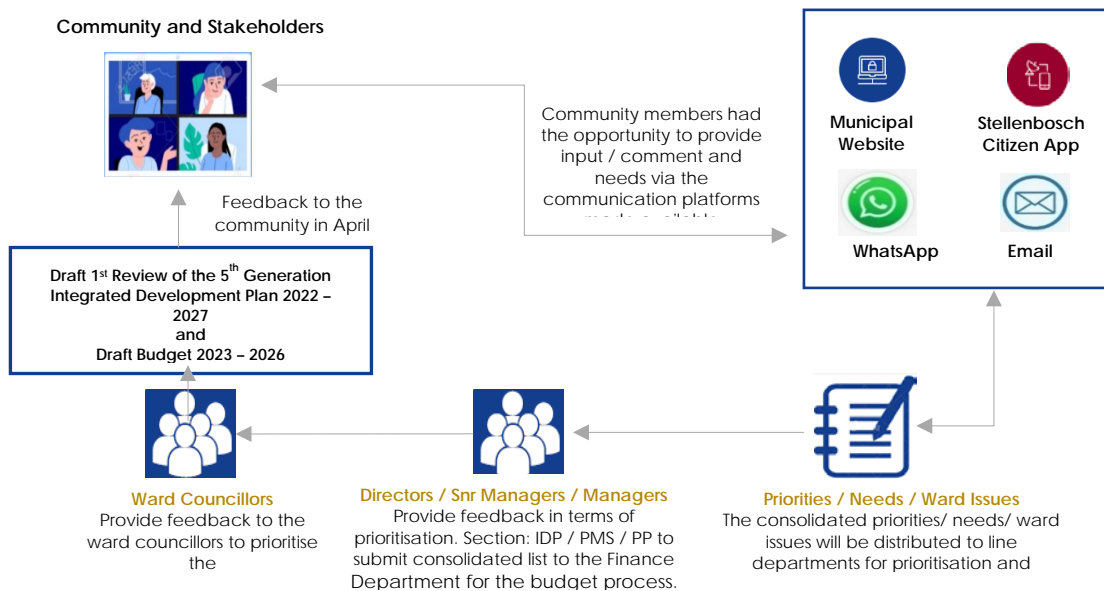 Community and Stakeholders
Community members had
the opportunity to provide
input / comment and
needs via the
communication platforms
made available
Municipal
Website
Stellenbosch
Citizen App
WhatsApp
Email
Feedback to the
community in April
Draft 1st Review of the 5th Generation
Integrated Development Plan 2022 –
2027
and
Draft Budget 2023 – 2026
Ward Councillors
Provide feedback to the
ward councillors to prioritise
the
Directors / Snr Managers / Managers
Provide feedback in terms of
prioritisation. Section: IDP / PMS / PP to
submit consolidated list to the Finance
Department for the budget process.
Priorities / Needs / Ward Issues
The consolidated priorities/ needs/ ward
issues will be distributed to line
departments for prioritisation and